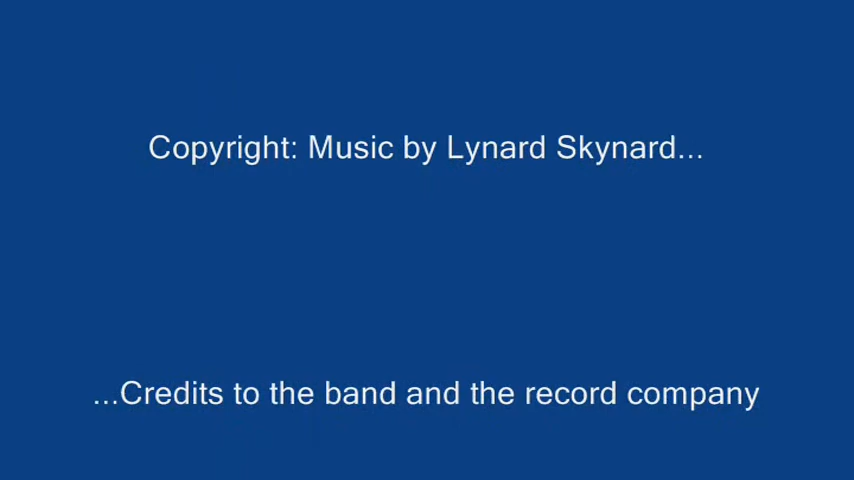 Copyright: Music by Lynard Skynard...
...Credits to the band and the record company